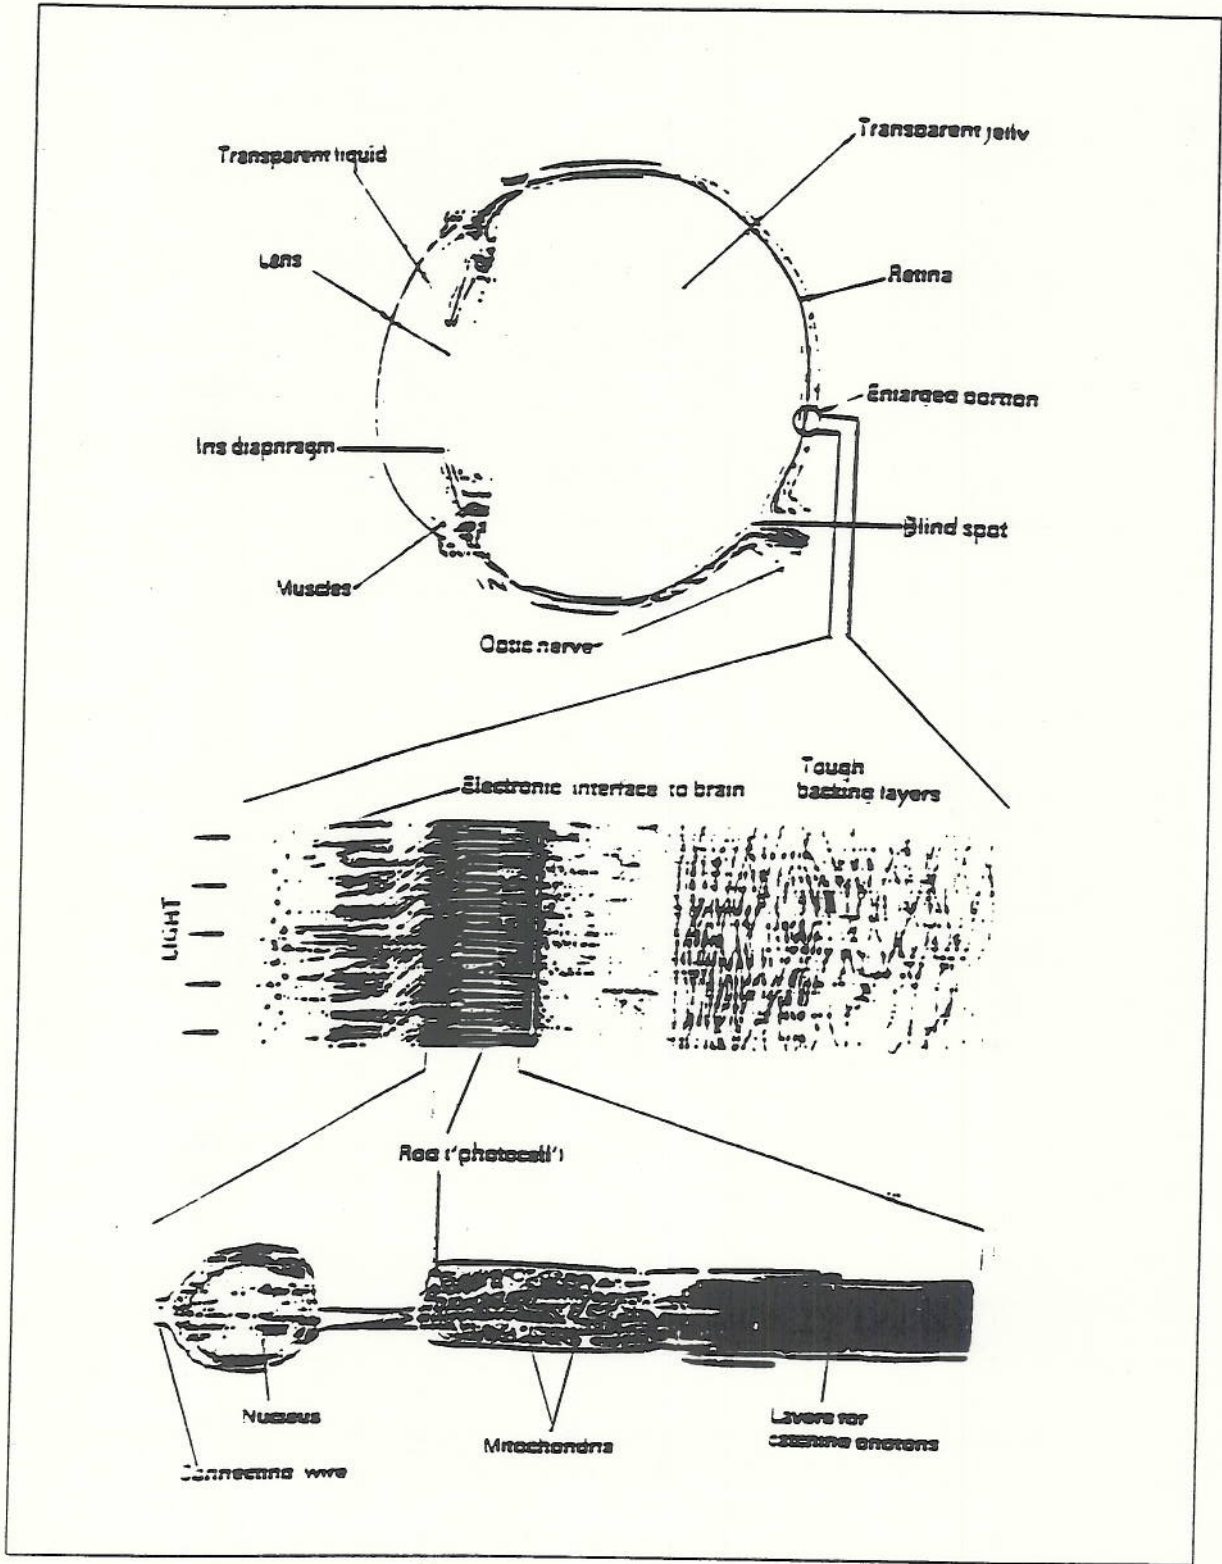 Transparent liquid
Transparent jelly
Lens
Retina
Enlarged portion
Iris diaphragm
Blind spot
Muscles
Optic nerve
Electronic interface to brain
Tough
backing layers
LIGHT
Rod ('photocell')
Nucleus
Mitochondria
Layers for
catching photons
Connecting wire